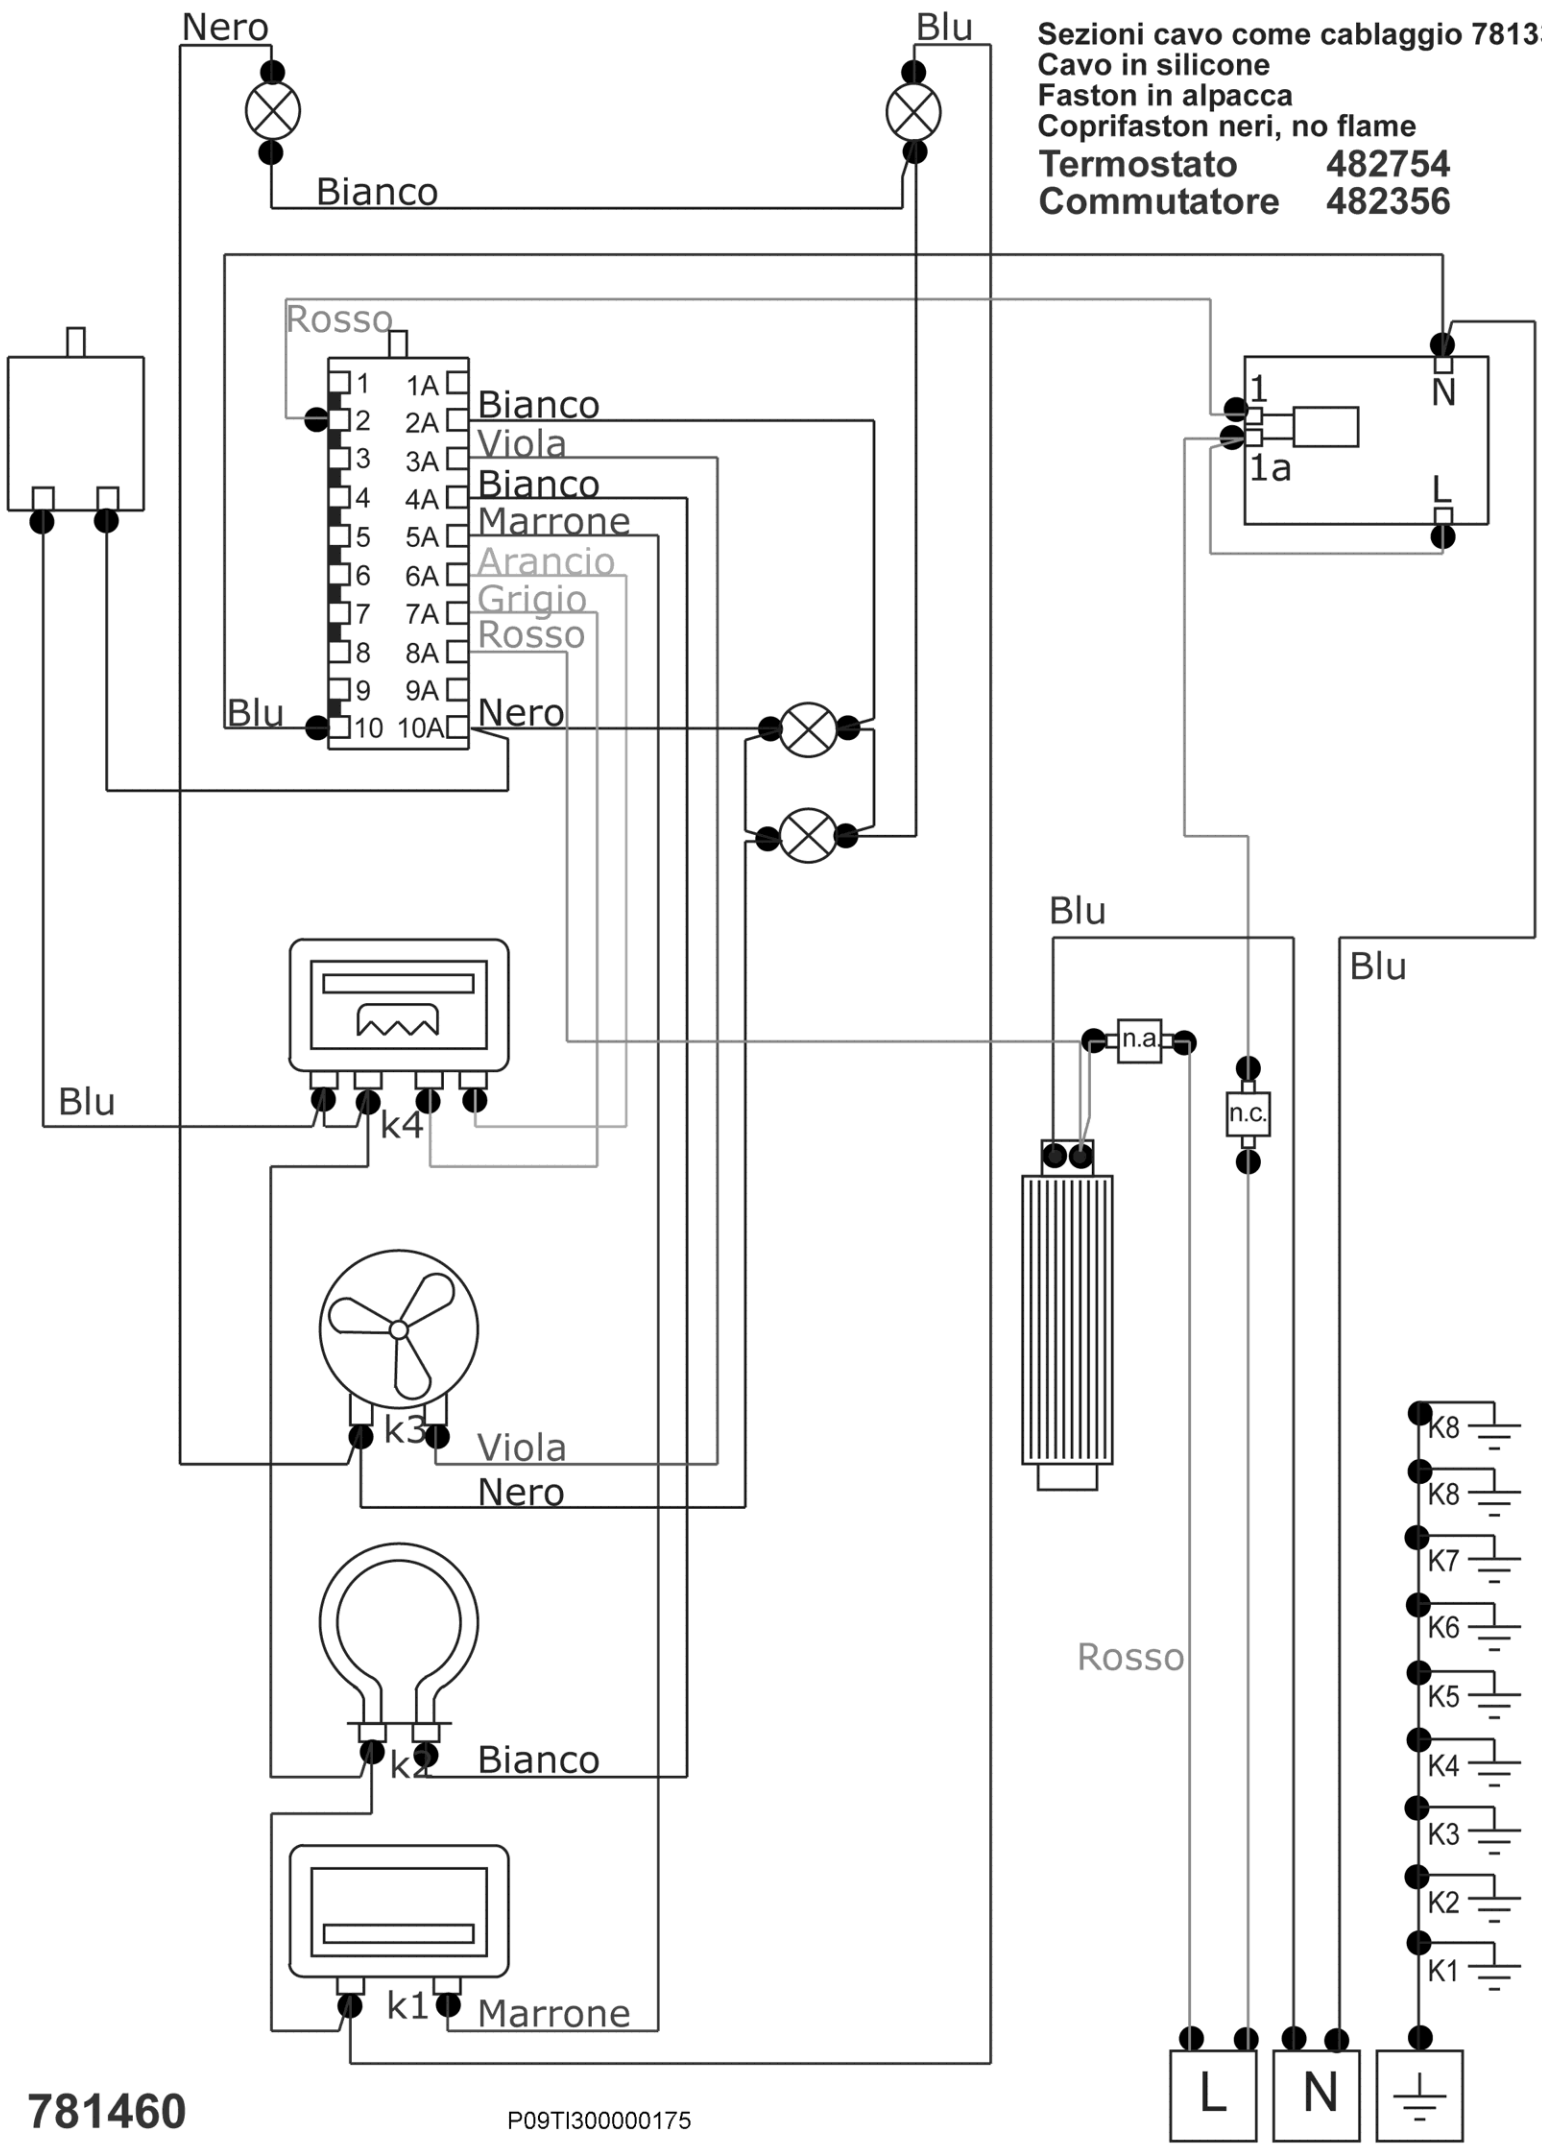 Nero
Blu
Sezioni cavo come cablaggio 7813
Cavo in silicone
Faston in alpacca
Coprifaston neri, no flame
Termostato 482754
Commutatore 482356
Bianco
Rosso
1 1A
2 2A
3 3A
4 4A
5 5A
6 6A
7 7A
8 8A
9 9A
10 10A
Bianco
Viola
Bianco
Marrone
Arancio
Grigio
Rosso
Nero
Blu
1
1a
N
L
Blu
Blu
n.a.
n.c.
Blu
k4
k3
Viola
Nero
k2
Bianco
k1
Marrone
Rosso
K8
K8
K7
K6
K5
K4
K3
K2
K1
L
N
781460
P09TI300000175